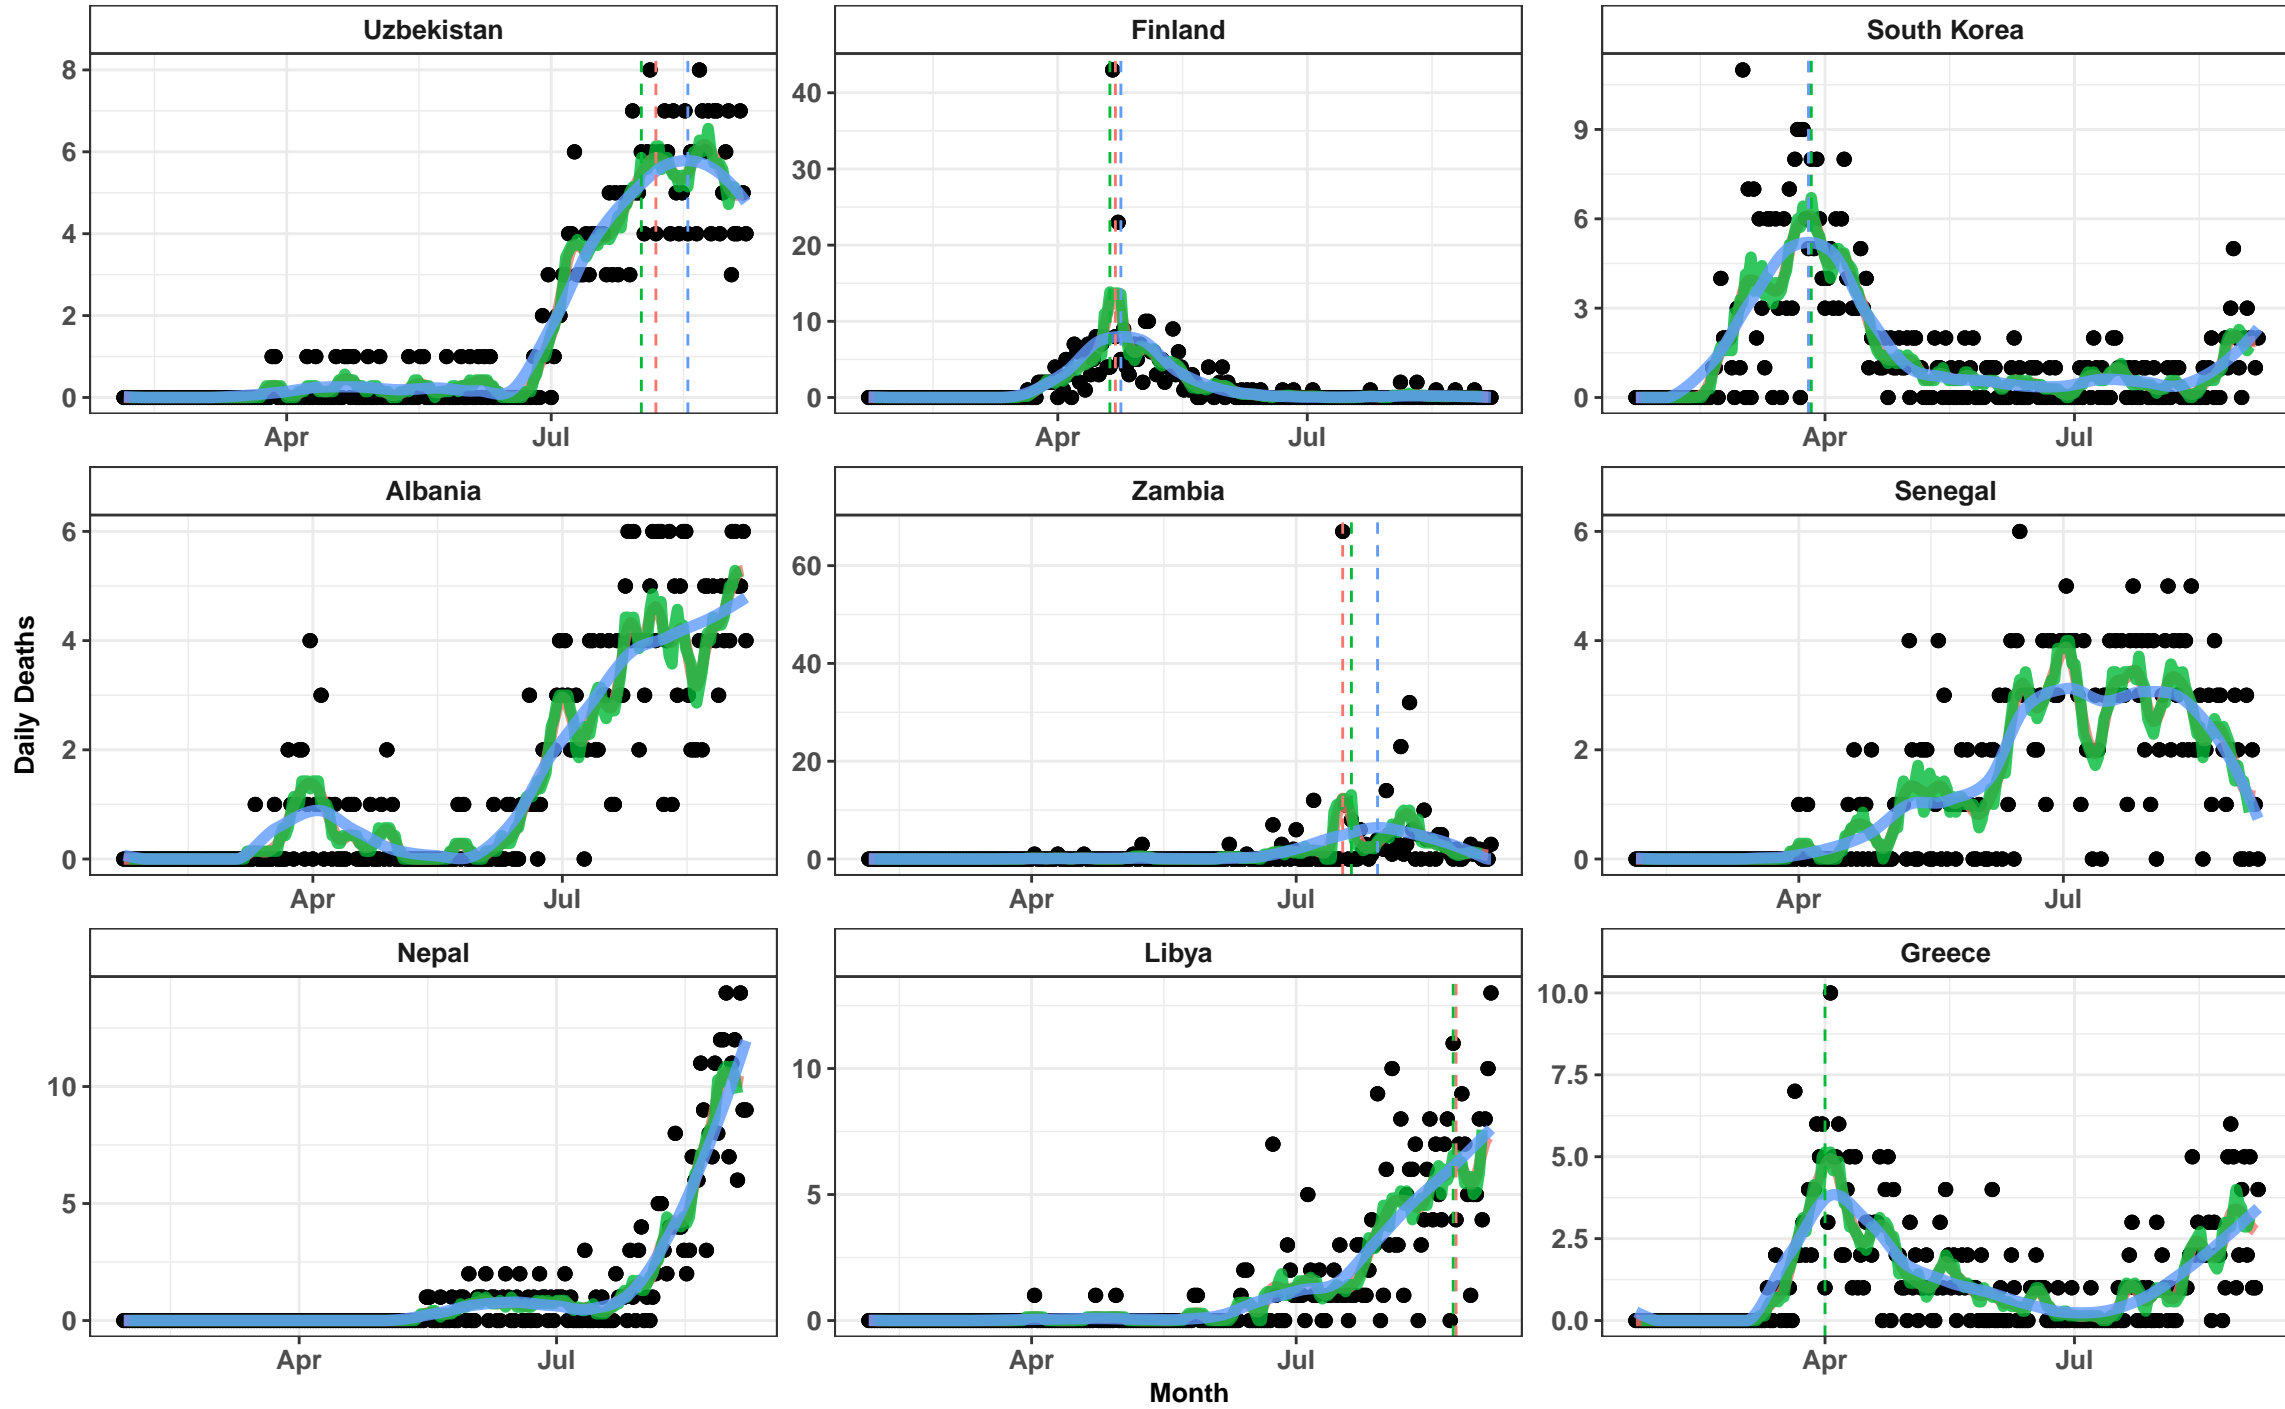 Uzbekistan
Finland
South Korea
8
6
4
2
0
40
30
20
10
0
9
6
3
0
Apr
Jul
Apr
Jul
Apr
Jul
Albania
Zambia
Senegal
6
4
2
0
60
40
20
0
6
4
2
0
Apr
Jul
Apr
Jul
Apr
Jul
Daily Deaths
Nepal
Libya
Greece
10
5
0
10
5
0
10.0
7.5
5.0
2.5
0.0
Apr
Jul
Apr
Jul
Apr
Jul
Month